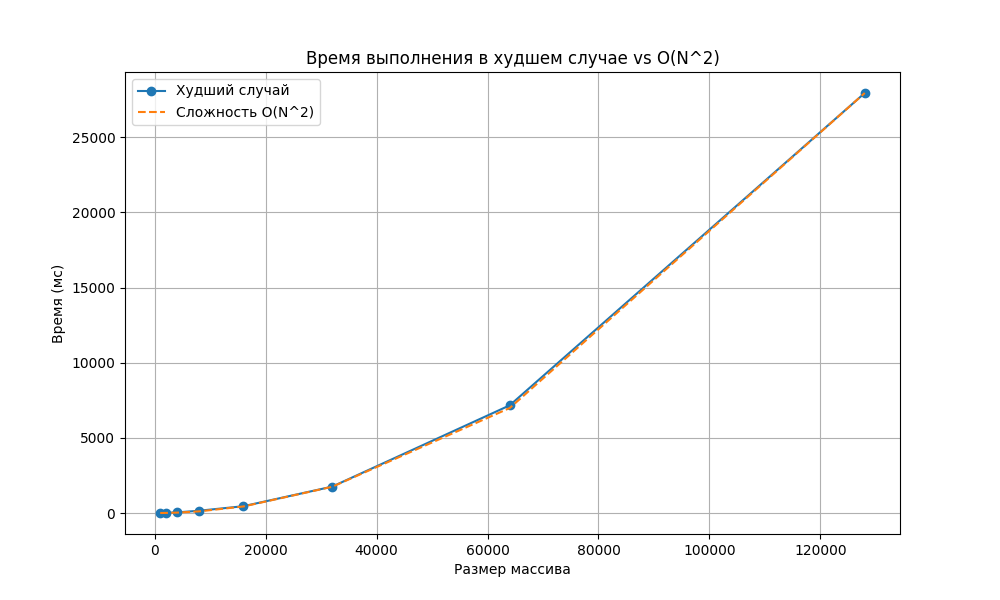 Время выполнения в худшем случае vs O(N^2)
Худший случай
Сложность O(N^2)
25000
20000
15000
10000
5000
0
Время (мс)
0 20000 40000 60000 80000 100000 120000
Размер массива